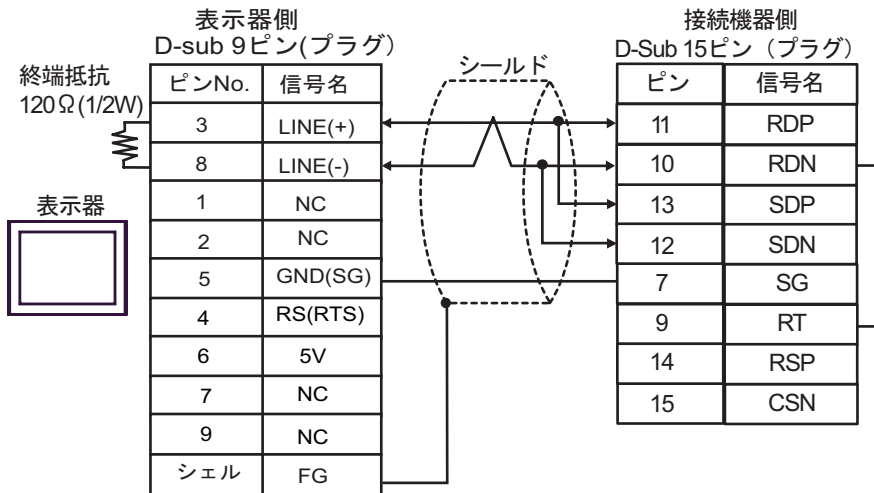 表示器側
D-sub 9ピン(プラグ)
接続機器側
D-Sub 15ピン（プラグ）
終端抵抗
120Ω(1/2W)
表示器
シールド
ピンNo. 信号名
3 LINE(+)
8 LINE(-)
1 NC
2 NC
5 GND(SG)
4 RS(RTS)
6 5V
7 NC
9 NC
シェル FG
ピン 信号名
11 RDP
10 RDN
13 SDP
12 SDN
7 SG
9 RT
14 RSP
15 CSN